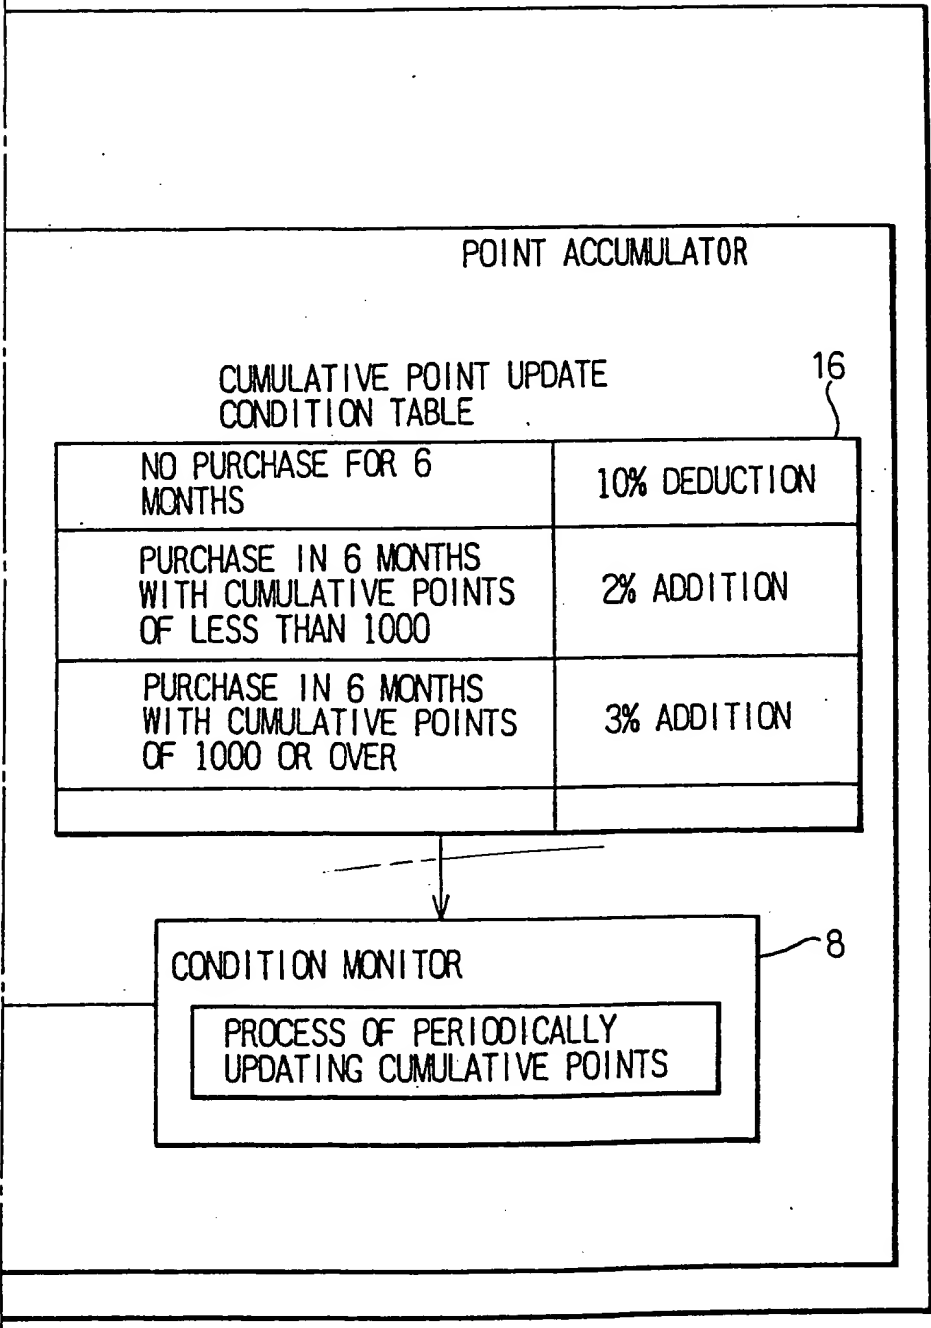 POINT ACCUMULATOR
CUMULATIVE POINT UPDATE
CONDITION TABLE
16
NO PURCHASE FOR 6
MONTHS
10% DEDUCTION
PURCHASE IN 6 MONTHS
WITH CUMULATIVE POINTS
OF LESS THAN 1000
2% ADDITION
PURCHASE IN 6 MONTHS
WITH CUMULATIVE POINTS
OF 1000 OR OVER
3% ADDITION
8
CONDITION MONITOR
PROCESS OF PERIODICALLY
UPDATING CUMULATIVE POINTS